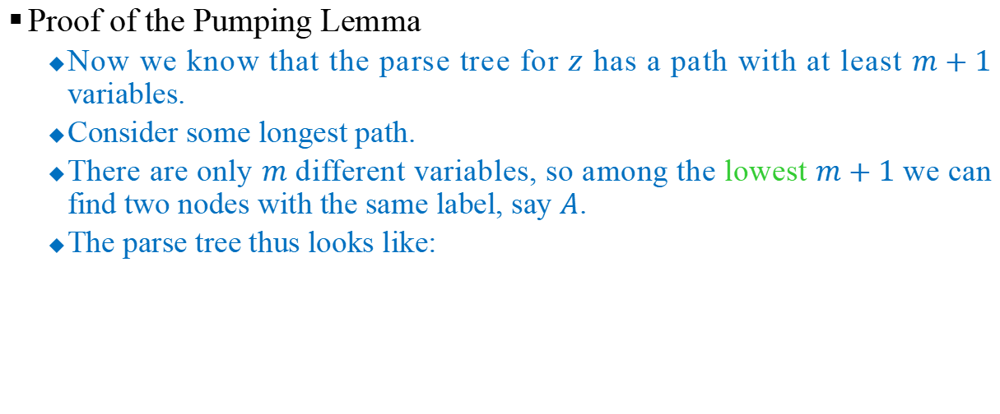 ▪ Proof of the Pumping Lemma
◆ Now we know that the parse tree for z has a path with at least m + 1
variables.
◆ Consider some longest path.
◆ There are only m different variables, so among the lowest m + 1 we can
find two nodes with the same label, say A.
◆ The parse tree thus looks like: